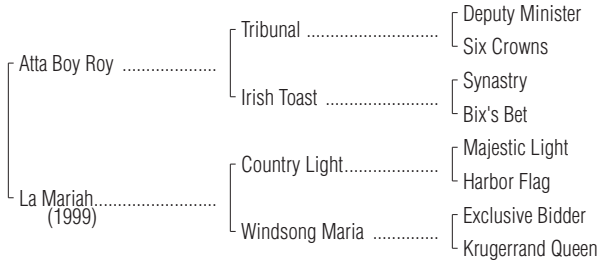 Deputy Minister
Tribunal ............................
Six Crowns
Atta Boy Roy ....................
Synastry
Irish Toast ........................
Bix's Bet
Majestic Light
Country Light....................
Harbor Flag
La Mariah..........................
(1999)
Exclusive Bidder
Windsong Maria ..............
Krugerrand Queen